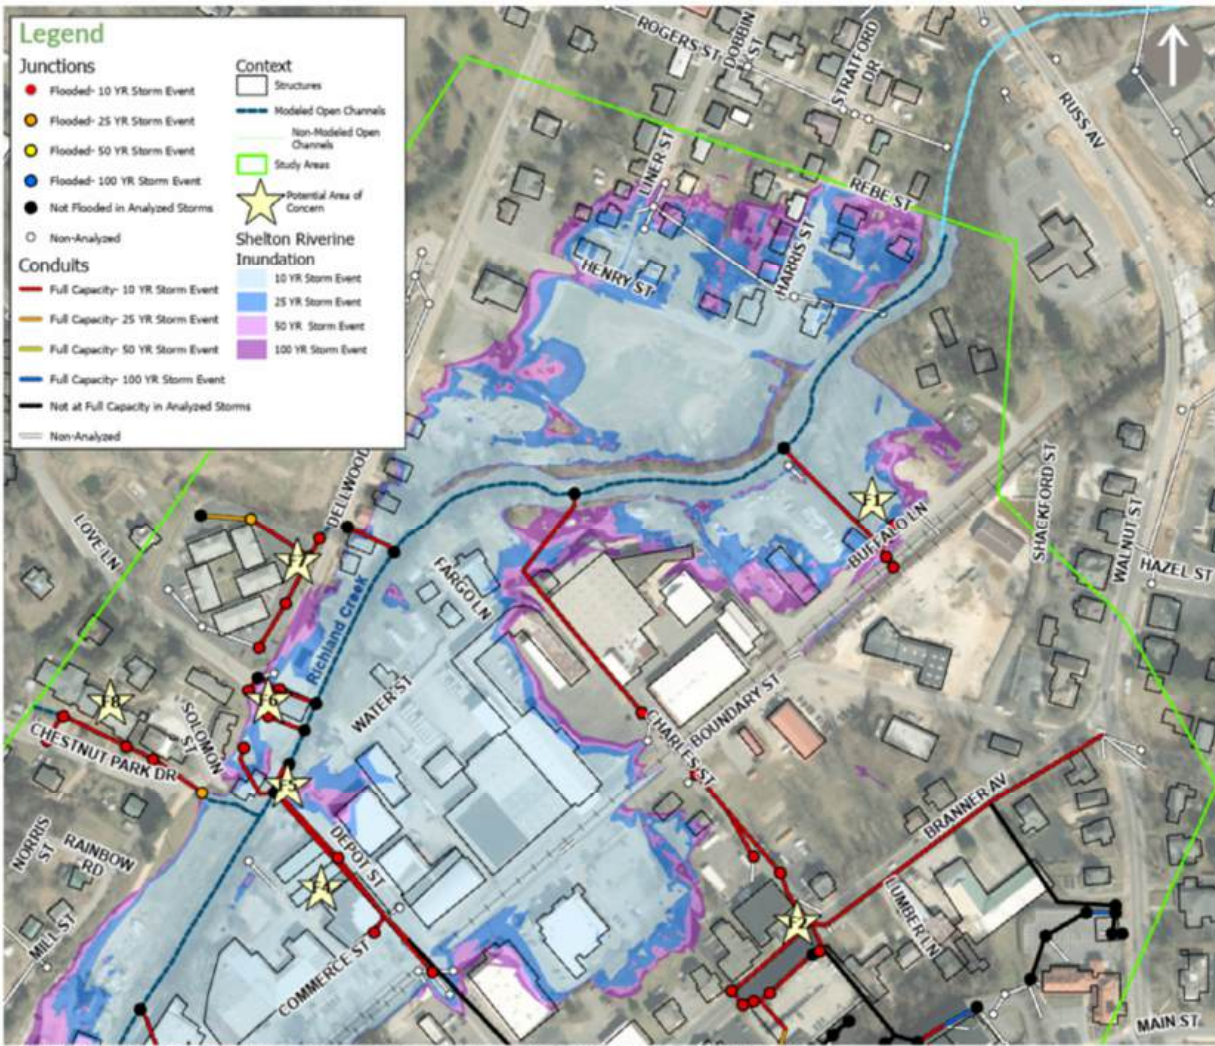 Legend
Junctions
Flooded- 10 YR Storm Event
Flooded- 25 YR Storm Event
Flooded- 50 YR Storm Event
Flooded- 100 YR Storm Event
Not Flooded in Analyzed Storms
Non-Analyzed
Conduits
Full Capacity- 10 YR Storm Event
Full Capacity- 25 YR Storm Event
Full Capacity- 50 YR Storm Event
Full Capacity- 100 YR Storm Event
Not at Full Capacity in Analyzed Storms
Non-Analyzed
Context
Structures
Modeled Open Channels
Non-Modeled Open
Channels
Study Areas
Potential Area of
Concern
Shelton Riverine
Inundation
10 YR Storm Event
25 YR Storm Event
50 YR Storm Event
100 YR Storm Event
ROGERS ST
DOBBIN
ST
STRATFORD
DR
RUSS AV
LINER ST
REBE ST
HARRIS ST
HENRY ST
DELLWOOD
LOVE LN
SHACKFORD ST
WALNUT ST
HAZEL ST
F1
BUFFALO LN
FARGO LN
Richland Creek
WATER ST
F6
F8
SOLOMON
ST
CHESTNUT PARK DR
CHARLES ST
BOUNDARY ST
F5
BRANNER AV
NORRIS
ST
RAINBOW
RD
DEPOT ST
F4
LUMBER LN
MILL ST
COMMERCE ST
MAIN ST